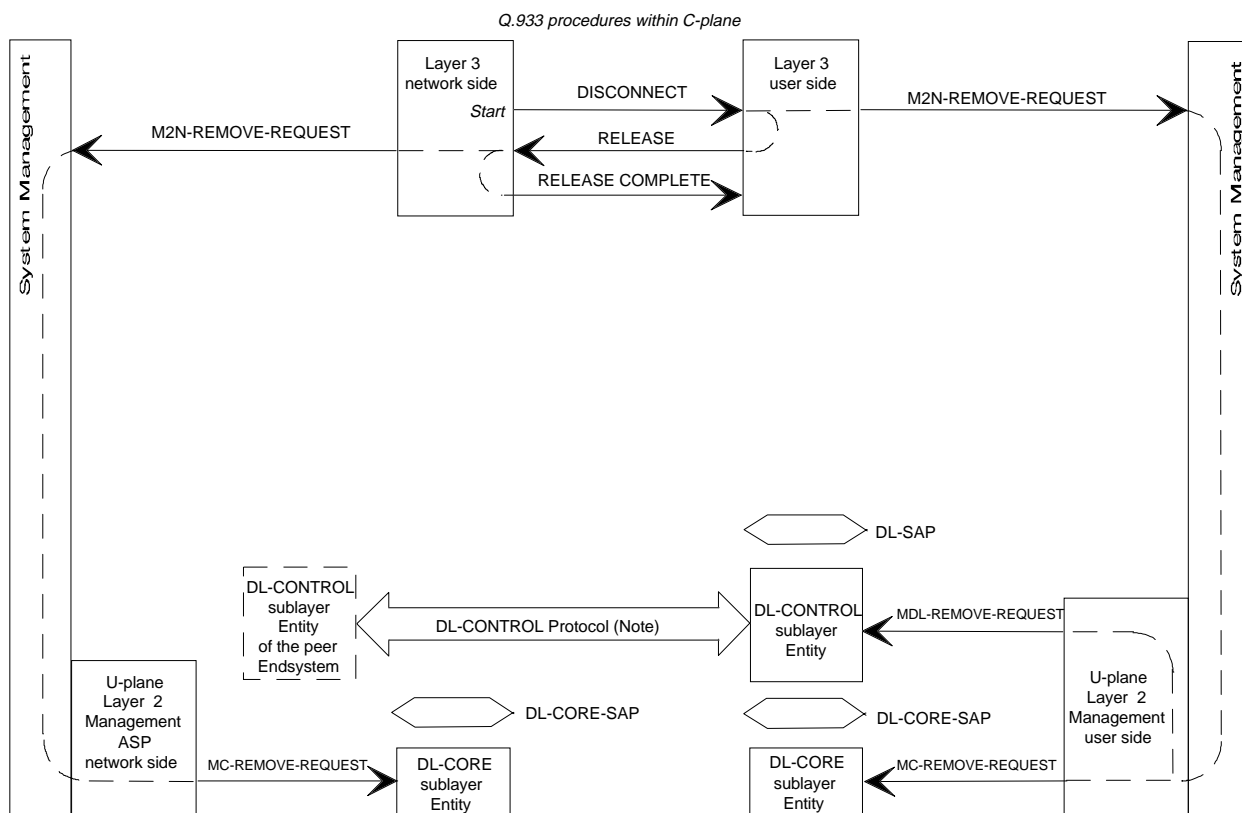 Q.933 procedures within C-plane
System Management
Layer 3
network side
Start
Layer 3
user side
System Management
DISCONNECT
M2N-REMOVE-REQUEST
M2N-REMOVE-REQUEST
RELEASE
RELEASE COMPLETE
DL-SAP
DL-CONTROL
sublayer
Entity
of the peer
Endsystem
DL-CONTROL Protocol (Note)
DL-CONTROL
sublayer
Entity
MDL-REMOVE-REQUEST
U-plane
Layer 2
Management
ASP
network side
DL-CORE-SAP
DL-CORE-SAP
U-plane
Layer 2
Management
user side
MC-REMOVE-REQUEST
DL-CORE
sublayer
Entity
DL-CORE
sublayer
Entity
MC-REMOVE-REQUEST